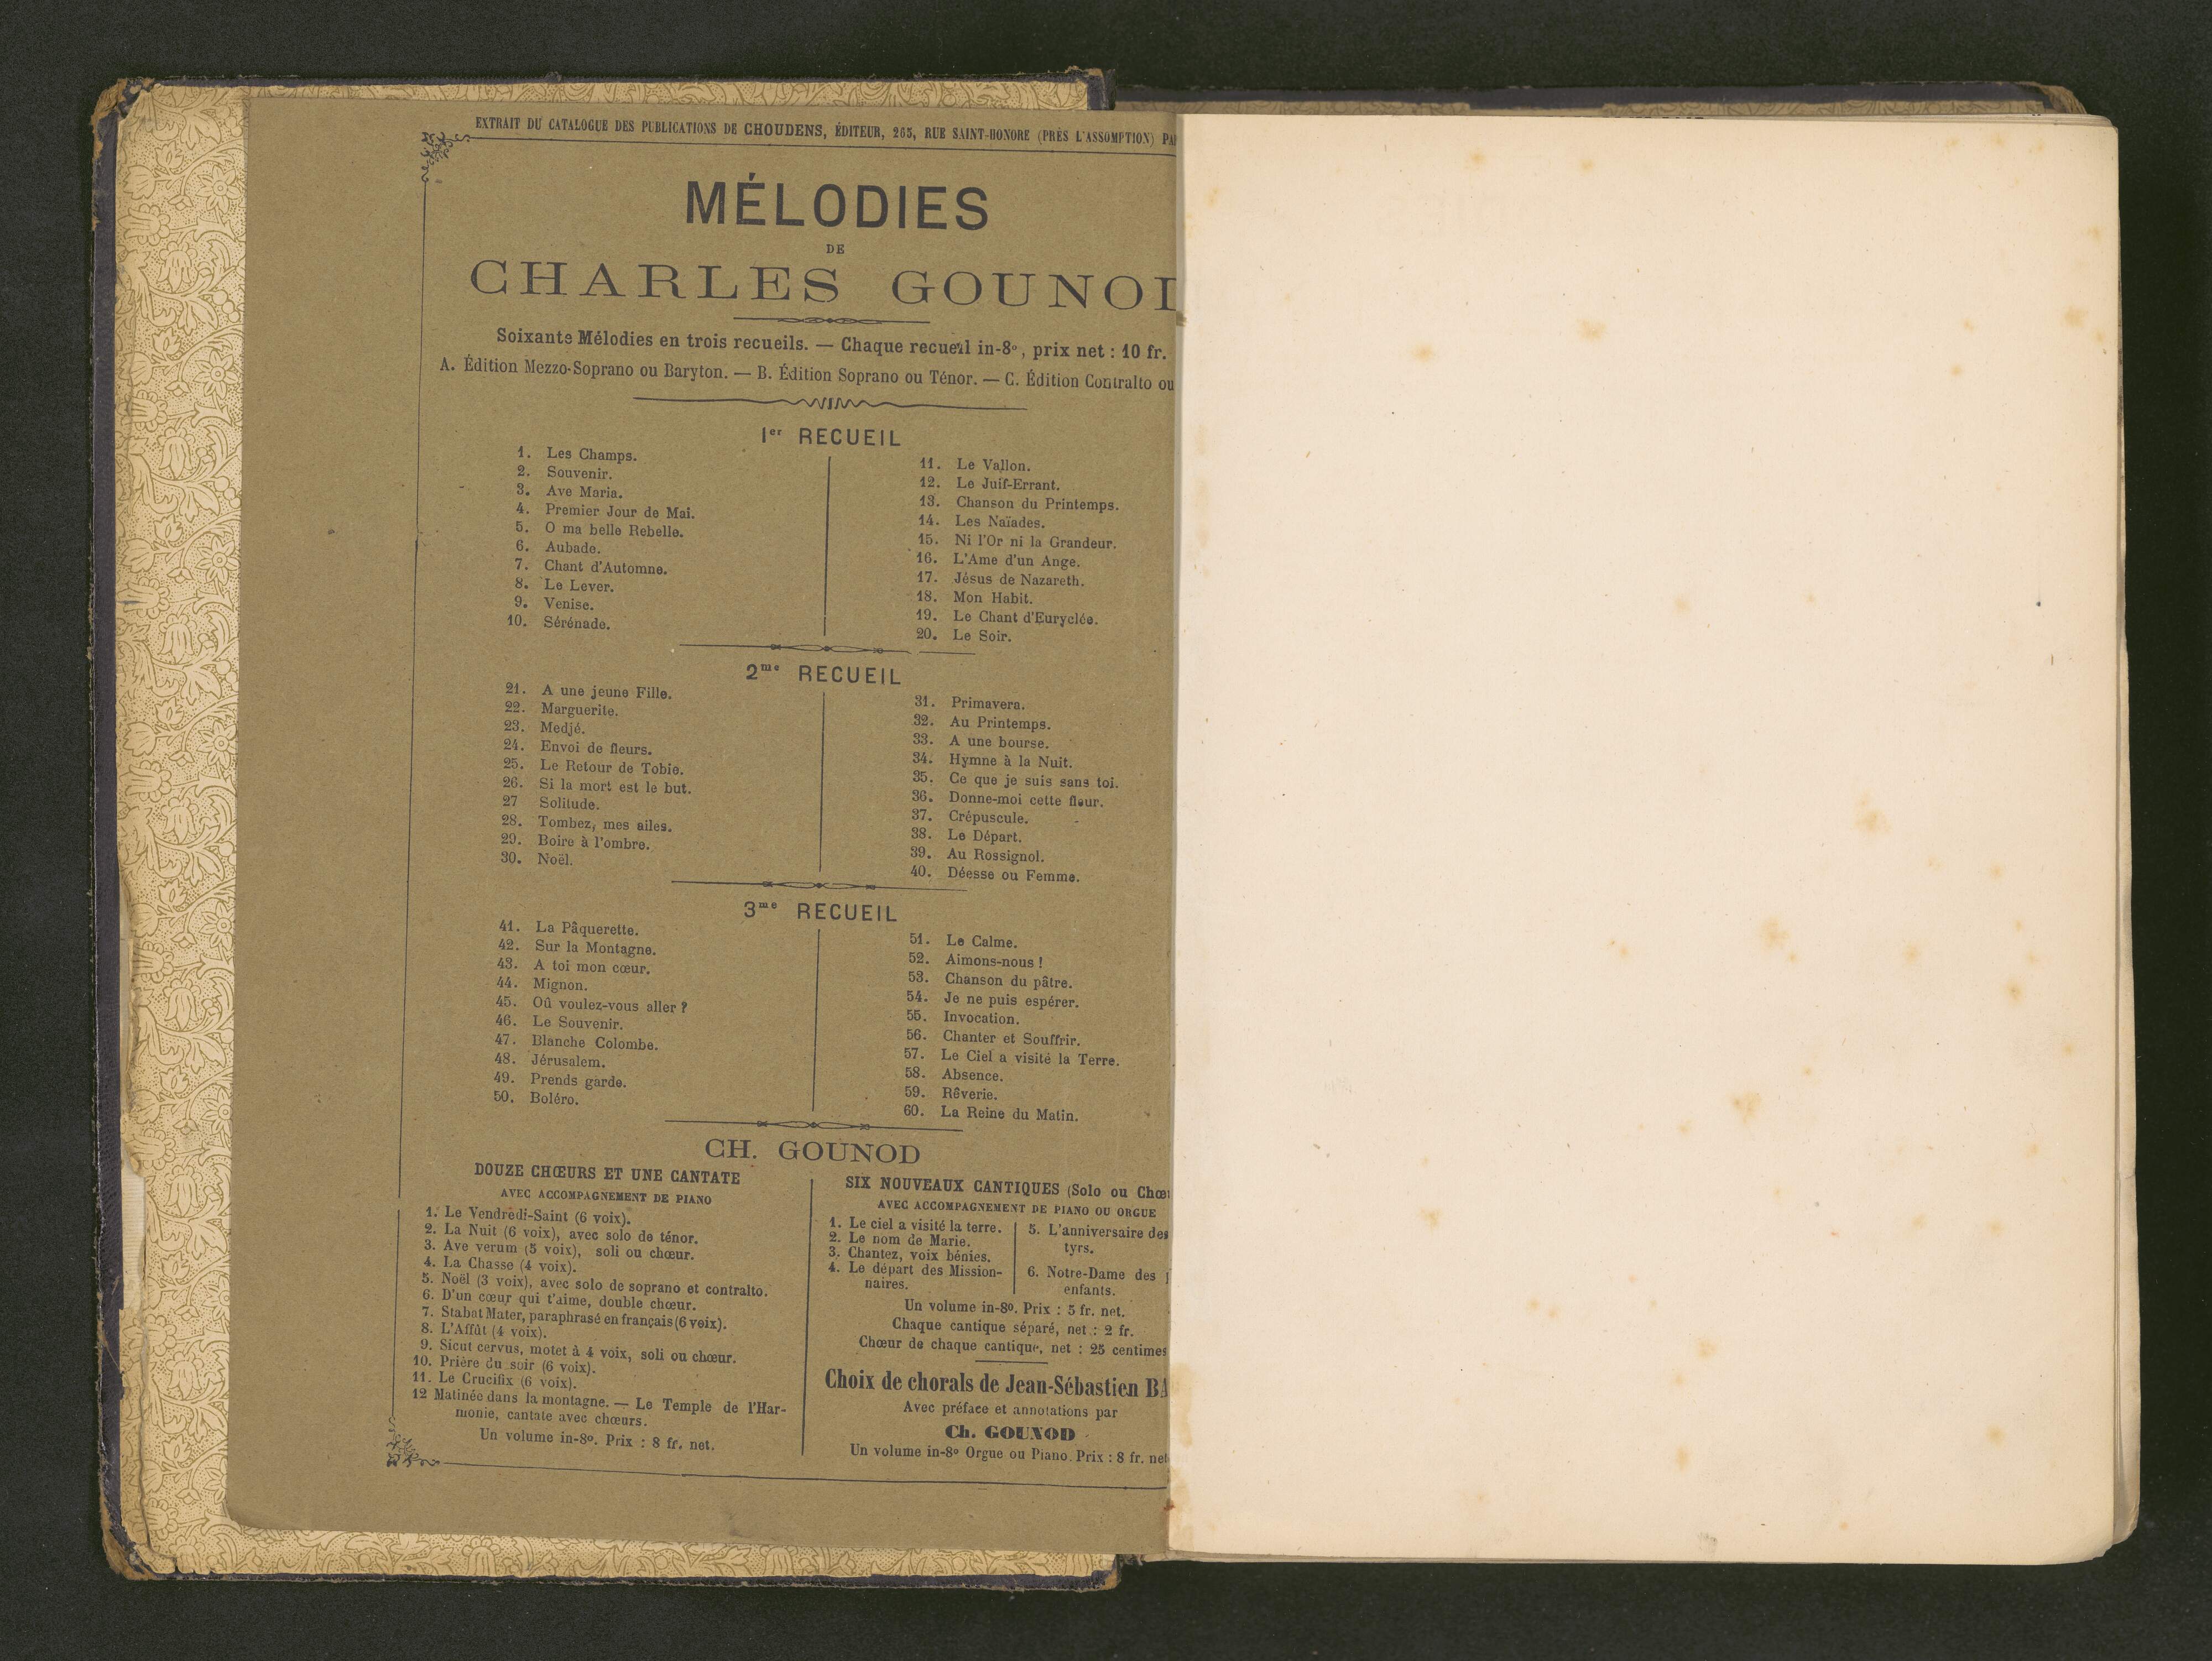 EXTRAIT DU CATALOGUE DES PUBLICATIONS DE CHOUDENS, ÉDITEUR, 265, RUE SAINT-HONORE (PRÈS L'ASSOMPTION)
MÉLODIES
DE
CHARLES GOUNOD
Soixante Mélodies en trois recueils. — Chaque recueil in-8º, prix net : 10 fr.
A. Édition Mezzo-Soprano ou Baryton. — B. Édition Soprano ou Ténor. — C. Édition Contralto ou
1er RECUEIL
1. Les Champs.
2. Souvenir.
3. Ave Maria.
4. Premier Jour de Mai.
5. O ma belle Rebelle.
6. Aubade.
7. Chant d'Automne.
8. Le Lever.
9. Venise.
10. Sérénade.
11. Le Vallon.
12. Le Juif-Errant.
13. Chanson du Printemps.
14. Les Naïades.
15. Ni l'Or ni la Grandeur.
16. L'Ame d'un Ange.
17. Jésus de Nazareth.
18. Mon Habit.
19. Le Chant d'Euryclée.
20. Le Soir.
2me RECUEIL
21. A une jeune Fille.
22. Marguerite.
23. Medjé.
24. Envoi de fleurs.
25. Le Retour de Tobie.
26. Si la mort est le but.
27 Solitude.
28. Tombez, mes ailes.
29. Boire à l'ombre.
30. Noël.
31. Primavera.
32. Au Printemps.
33. A une bourse.
34. Hymne à la Nuit.
35. Ce que je suis sans toi.
36. Donne-moi cette fleur.
37. Crépuscule.
38. Le Départ.
39. Au Rossignol.
40. Déesse ou Femme.
3me RECUEIL
41. La Pâquerette.
42. Sur la Montagne.
43. A toi mon cœur.
44. Mignon.
45. Où voulez-vous aller ?
46. Le Souvenir.
47. Blanche Colombe.
48. Jérusalem.
49. Prends garde.
50. Boléro.
51. Le Calme.
52. Aimons-nous !
53. Chanson du pâtre.
54. Je ne puis espérer.
55. Invocation.
56. Chanter et Souffrir.
57. Le Ciel a visité la Terre.
58. Absence.
59. Rêverie.
60. La Reine du Matin.
CH. GOUNOD
DOUZE CHŒURS ET UNE CANTATE
AVEC ACCOMPAGNEMENT DE PIANO
1. Le Vendredi-Saint (6 voix).
2. La Nuit (6 voix), avec solo de ténor.
3. Ave verum (5 voix), soli ou chœur.
4. La Chasse (4 voix).
5. Noël (3 voix), avec solo de soprano et contralto.
6. D'un cœur qui t'aime, double chœur.
7. Stabat Mater, paraphrasé en français (6 voix).
8. L'Affût (4 voix).
9. Sicut cervus, motet à 4 voix, soli ou chœur.
10. Prière du soir (6 voix).
11. Le Crucifix (6 voix).
12 Matinée dans la montagne. — Le Temple de l'Har-
monie, cantate avec chœurs.
Un volume in-8º. Prix : 8 fr. net.
SIX NOUVEAUX CANTIQUES (Solo ou
AVEC ACCOMPAGNEMENT DE PIANO OU ORGUE
1. Le ciel a visité la terre.
2. Le nom de Marie.
3. Chantez, voix bénies.
4. Le départ des Mission-
naires.
5. L'anniversaire des
tyrs.
6. Notre-Dame des
enfants.
Un volume in-8º. Prix : 5 fr. net.
Chaque cantique séparé, net : 2 fr.
Chœur de chaque cantique, net : 25 centimes
Choix de chorals de Jean-Sébastien BA
Avec préface et annotations par
Ch. GOUNOD
Un volume in-8º Orgue ou Piano. Prix : 8 fr. net